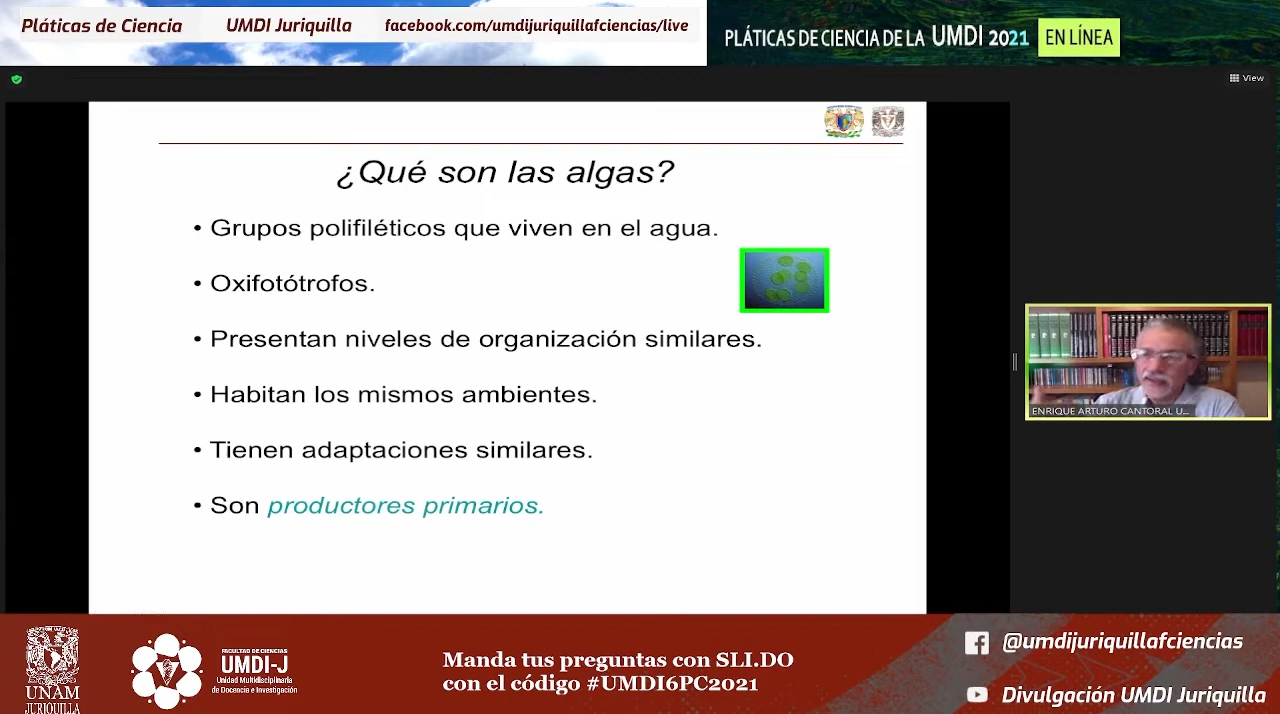 Pláticas de Ciencia
UMDI Juriquilla
facebook.com/umdijuriquillafciencias/live
PLÁTICAS DE CIENCIA DE LA UMDI 2021
EN LÍNEA
View
¿Qué son las algas?
• Grupos polifiléticos que viven en el agua.
• Oxifotótrofos.
• Presentan niveles de organización similares.
• Habitan los mismos ambientes.
• Tienen adaptaciones similares.
• Son productores primarios.
ENRIQUE ARTURO CANTORAL U...
UNAM
JURIQUILLA
FACULTAD DE CIENCIAS
UMDI-J
Unidad Multidisciplinaria
de Docencia e Investigación
Manda tus preguntas con SLI.DO
con el código #UMDI6PC2021
@umdijuriquillafciencias
Divulgación UMDI Juriquilla